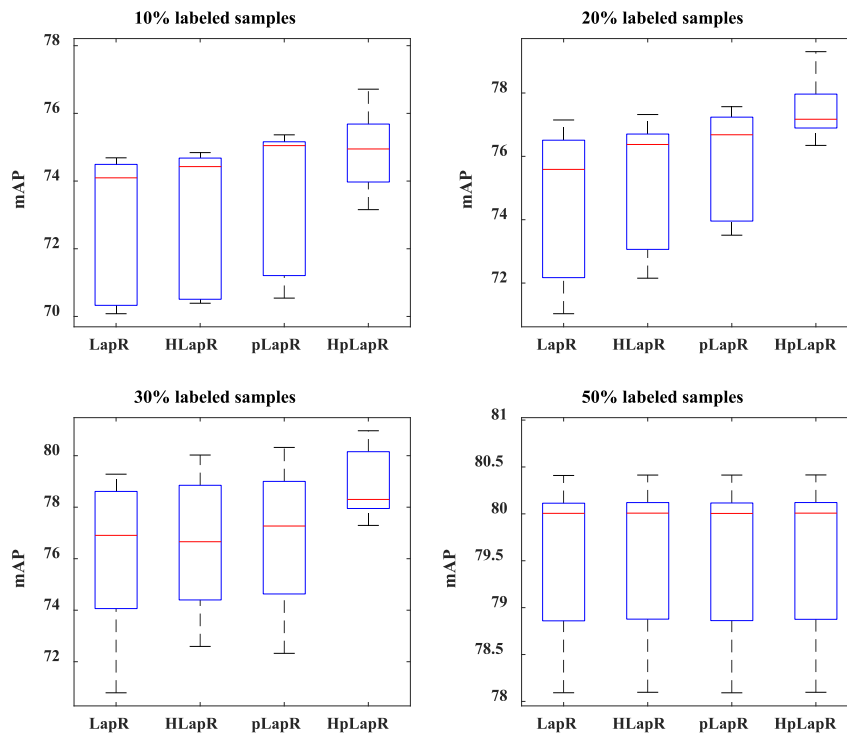 10% labeled samples
78
76
74
72
70
mAP
LapR HLapR pLapR HpLapR
20% labeled samples
78
76
74
72
mAP
LapR HLapR pLapR HpLapR
30% labeled samples
80
78
76
74
72
mAP
LapR HLapR pLapR HpLapR
50% labeled samples
81
80.5
80
79.5
79
78.5
78
mAP
LapR HLapR pLapR HpLapR